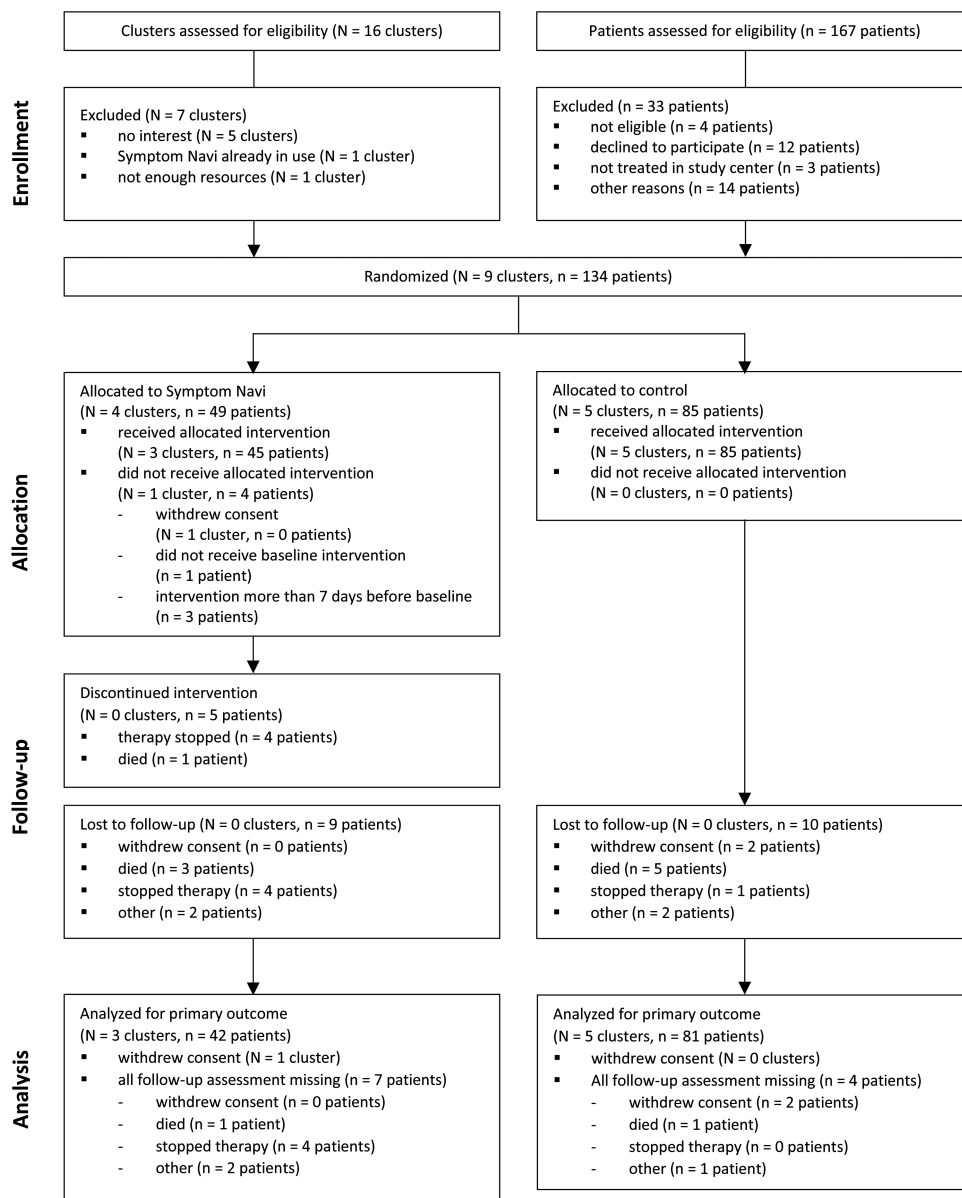 Clusters assessed for eligibility (N = 16 clusters)
Patients assessed for eligibility (n = 167 patients)
Enrollment
Excluded (N = 7 clusters)
▪ no interest (N = 5 clusters)
▪ Symptom Navi already in use (N = 1 cluster)
▪ not enough resources (N = 1 cluster)
Excluded (n = 33 patients)
▪ not eligible (n = 4 patients)
▪ declined to participate (n = 12 patients)
▪ not treated in study center (n = 3 patients)
▪ other reasons (n = 14 patients)
Randomized (N = 9 clusters, n = 134 patients)
Allocation
Allocated to Symptom Navi
(N = 4 clusters, n = 49 patients)
▪ received allocated intervention
(N = 3 clusters, n = 45 patients)
▪ did not receive allocated intervention
(N = 1 cluster, n = 4 patients)
- withdrew consent
(N = 1 cluster, n = 0 patients)
- did not receive baseline intervention
(n = 1 patient)
- intervention more than 7 days before baseline
(n = 3 patients)
Allocated to control
(N = 5 clusters, n = 85 patients)
▪ received allocated intervention
(N = 5 clusters, n = 85 patients)
▪ did not receive allocated intervention
(N = 0 clusters, n = 0 patients)
Follow-up
Discontinued intervention
(N = 0 clusters, n = 5 patients)
▪ therapy stopped (n = 4 patients)
▪ died (n = 1 patient)
Lost to follow-up (N = 0 clusters, n = 9 patients)
▪ withdrew consent (n = 0 patients)
▪ died (n = 3 patients)
▪ stopped therapy (n = 4 patients)
▪ other (n = 2 patients)
Lost to follow-up (N = 0 clusters, n = 10 patients)
▪ withdrew consent (n = 2 patients)
▪ died (n = 5 patients)
▪ stopped therapy (n = 1 patients)
▪ other (n = 2 patients)
Analysis
Analyzed for primary outcome
(N = 3 clusters, n = 42 patients)
▪ withdrew consent (N = 1 cluster)
▪ all follow-up assessment missing (n = 7 patients)
- withdrew consent (n = 0 patients)
- died (n = 1 patient)
- stopped therapy (n = 4 patients)
- other (n = 2 patients)
Analyzed for primary outcome
(N = 5 clusters, n = 81 patients)
▪ withdrew consent (N = 0 clusters)
▪ All follow-up assessment missing (n = 4 patients)
- withdrew consent (n = 2 patients)
- died (n = 1 patient)
- stopped therapy (n = 0 patients)
- other (n = 1 patient)